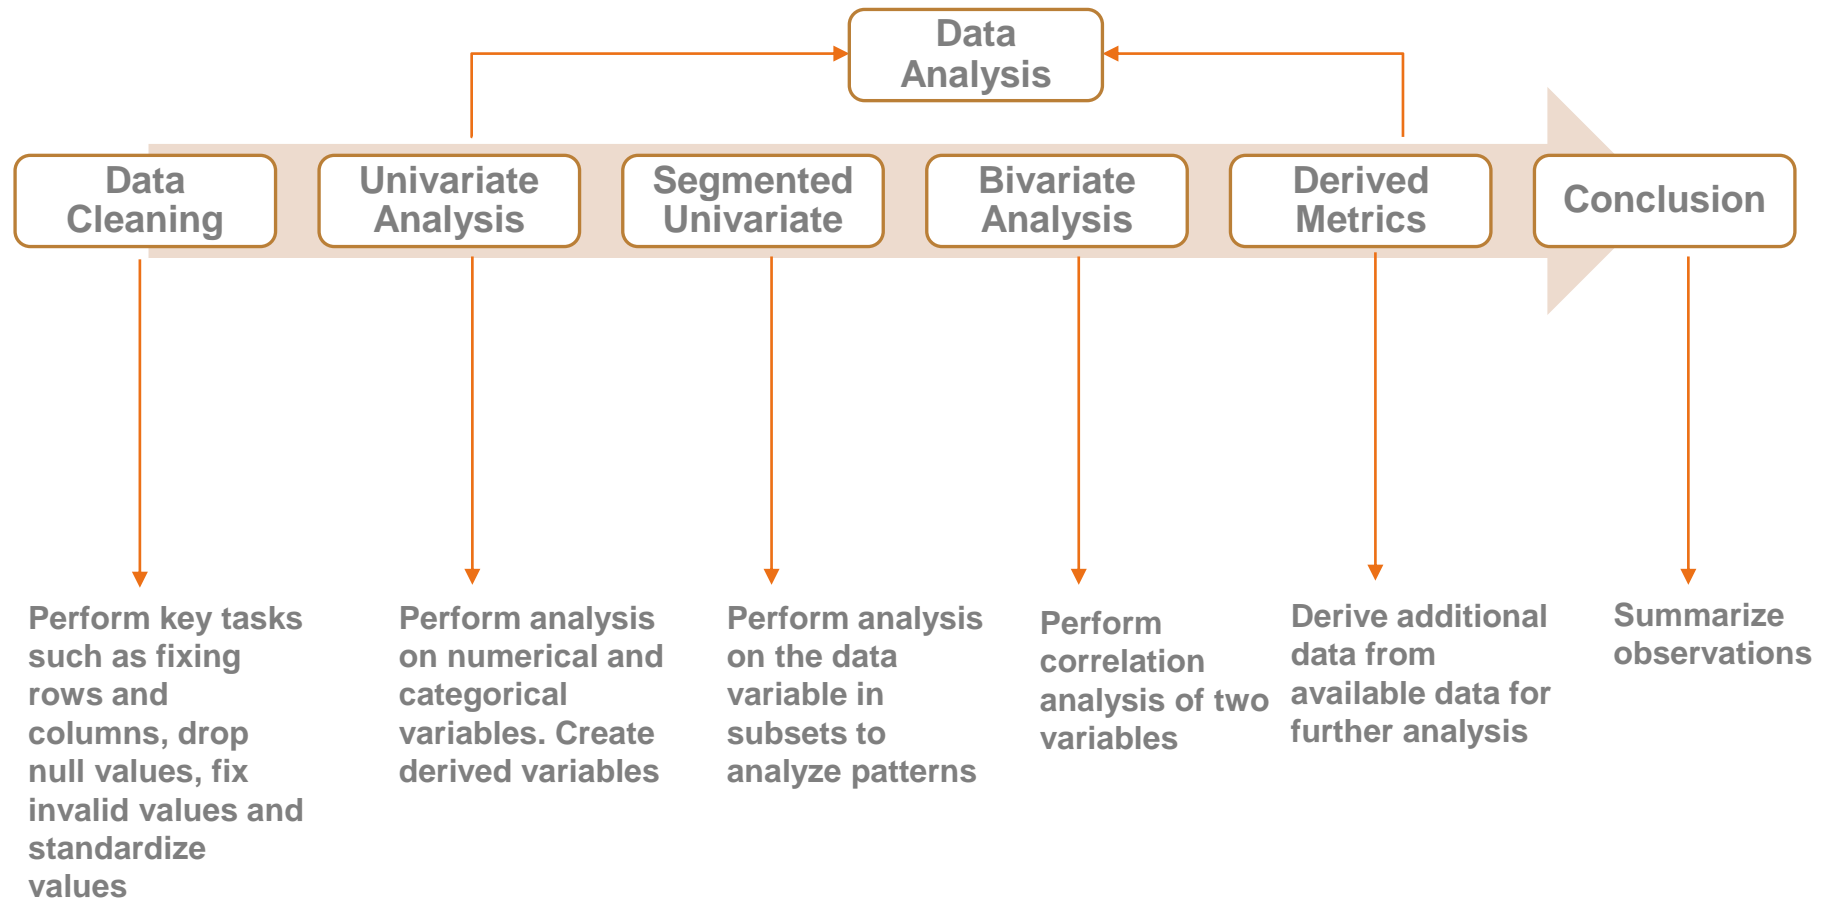 Data
Analysis
Data
Cleaning
Univariate
Analysis
Segmented
Univariate
Bivariate
Analysis
Derived
Metrics
Conclusion
Perform key tasks
such as fixing
rows and
columns, drop
null values, fix
invalid values and
standardize
values
Perform analysis
on numerical and
categorical
variables. Create
derived variables
Perform analysis
on the data
variable in
subsets to
analyze patterns
Perform
correlation
analysis of two
variables
Derive additional
data from
available data for
further analysis
Summarize
observations